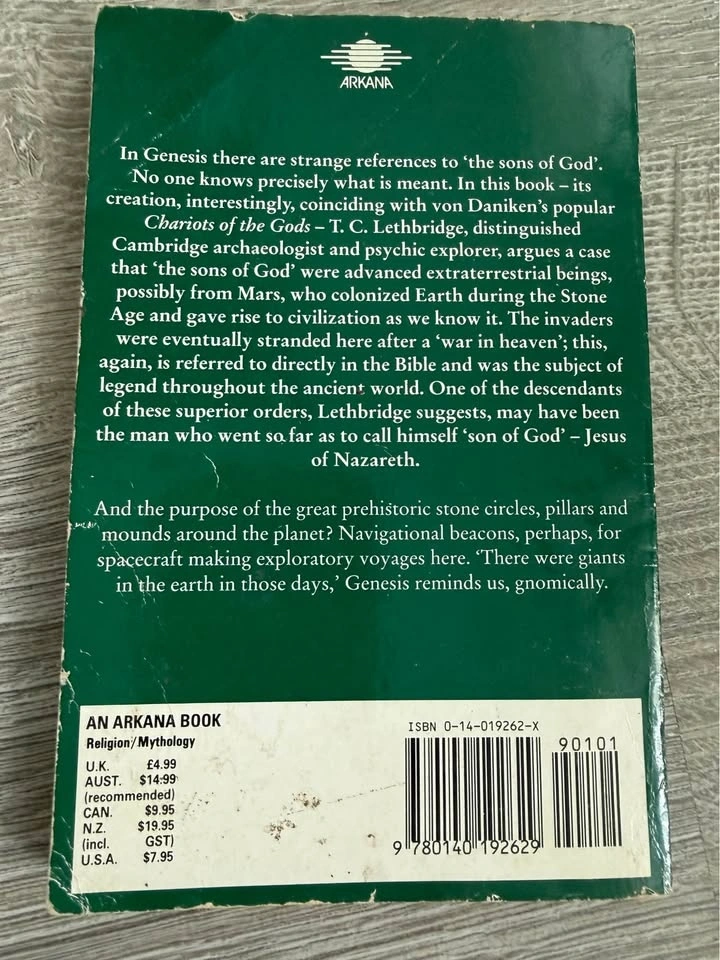 ARKANA
In Genesis there are strange references to ‘the sons of God’.
No one knows precisely what is meant. In this book – its
creation, interestingly, coinciding with von Daniken’s popular
Chariots of the Gods – T. C. Lethbridge, distinguished
Cambridge archaeologist and psychic explorer, argues a case
that ‘the sons of God’ were advanced extraterrestrial beings,
possibly from Mars, who colonized Earth during the Stone
Age and gave rise to civilization as we know it. The invaders
were eventually stranded here after a ‘war in heaven’; this,
again, is referred to directly in the Bible and was the subject of
legend throughout the ancient world. One of the descendants
of these superior orders, Lethbridge suggests, may have been
the man who went so far as to call himself ‘son of God’ – Jesus
of Nazareth.
And the purpose of the great prehistoric stone circles, pillars and
mounds around the planet? Navigational beacons, perhaps, for
spacecraft making exploratory voyages here. ‘There were giants
in the earth in those days,’ Genesis reminds us, gnomically.
AN ARKANA BOOK
Religion/Mythology
U.K. £4.99
AUST. $14.99
(recommended)
CAN. $9.95
N.Z. $19.95
(incl. GST)
U.S.A. $7.95
ISBN 0-14-019262-X
90101
9 780140 192629